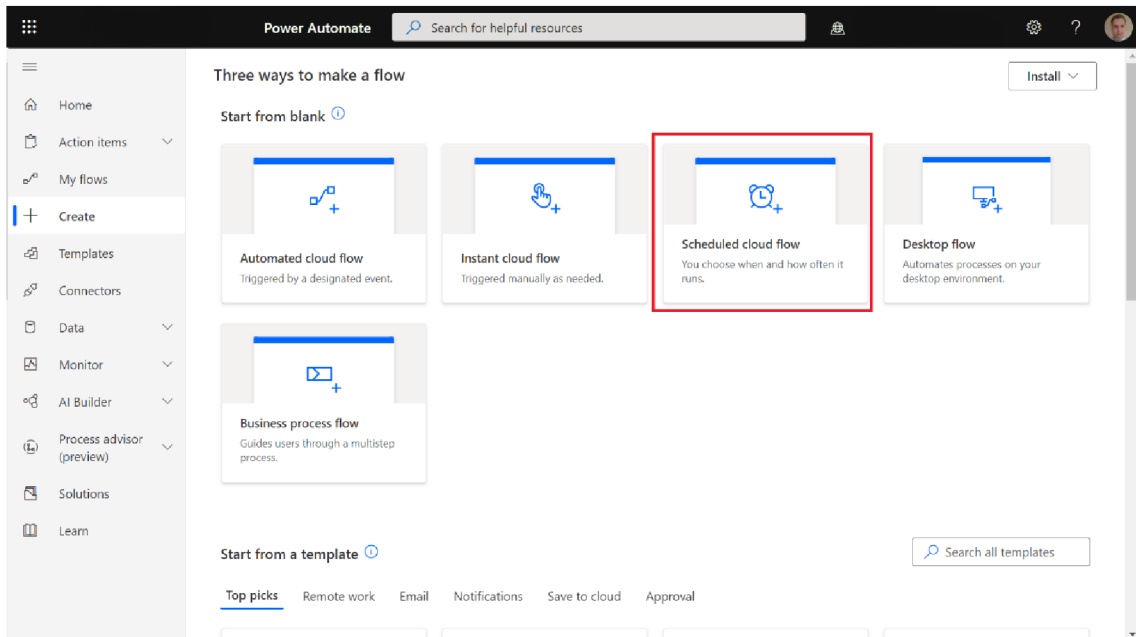 Power Automate
Search for helpful resources
?
Three ways to make a flow
Install
Home
Start from blank
Action items
My flows
Create
Templates
Connectors
Data
Monitor
AI Builder
Process advisor
(preview)
Solutions
Learn
Automated cloud flow
Triggered by a designated event.
Instant cloud flow
Triggered manually as needed.
Scheduled cloud flow
You choose when and how often it
runs.
Desktop flow
Automates processes on your
desktop environment.
Business process flow
Guides users through a multistep
process.
Start from a template
Search all templates
Top picks
Remote work
Email
Notifications
Save to cloud
Approval